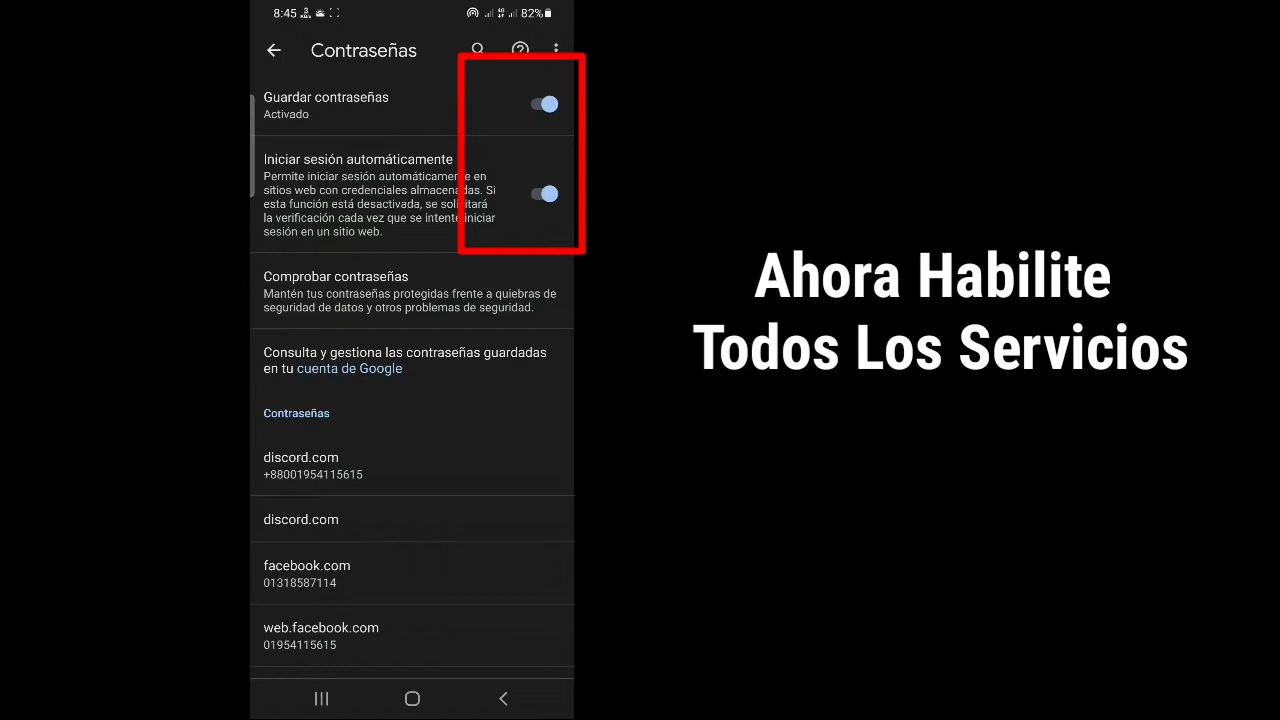 8:45 82%
Contraseñas
Guardar contraseñas
Activado
Iniciar sesión automáticamente
Permite iniciar sesión automáticamente en
sitios web con credenciales almacenadas. Si
esta función está desactivada, se solicitará
la verificación cada vez que se intente iniciar
sesión en un sitio web.
Comprobar contraseñas
Mantén tus contraseñas protegidas frente a quiebras de
seguridad de datos y otros problemas de seguridad.
Consulta y gestiona las contraseñas guardadas
en tu cuenta de Google
Contraseñas
discord.com
+88001954115615
discord.com
facebook.com
01318587114
web.facebook.com
01954115615
Ahora Habilite
Todos Los Servicios